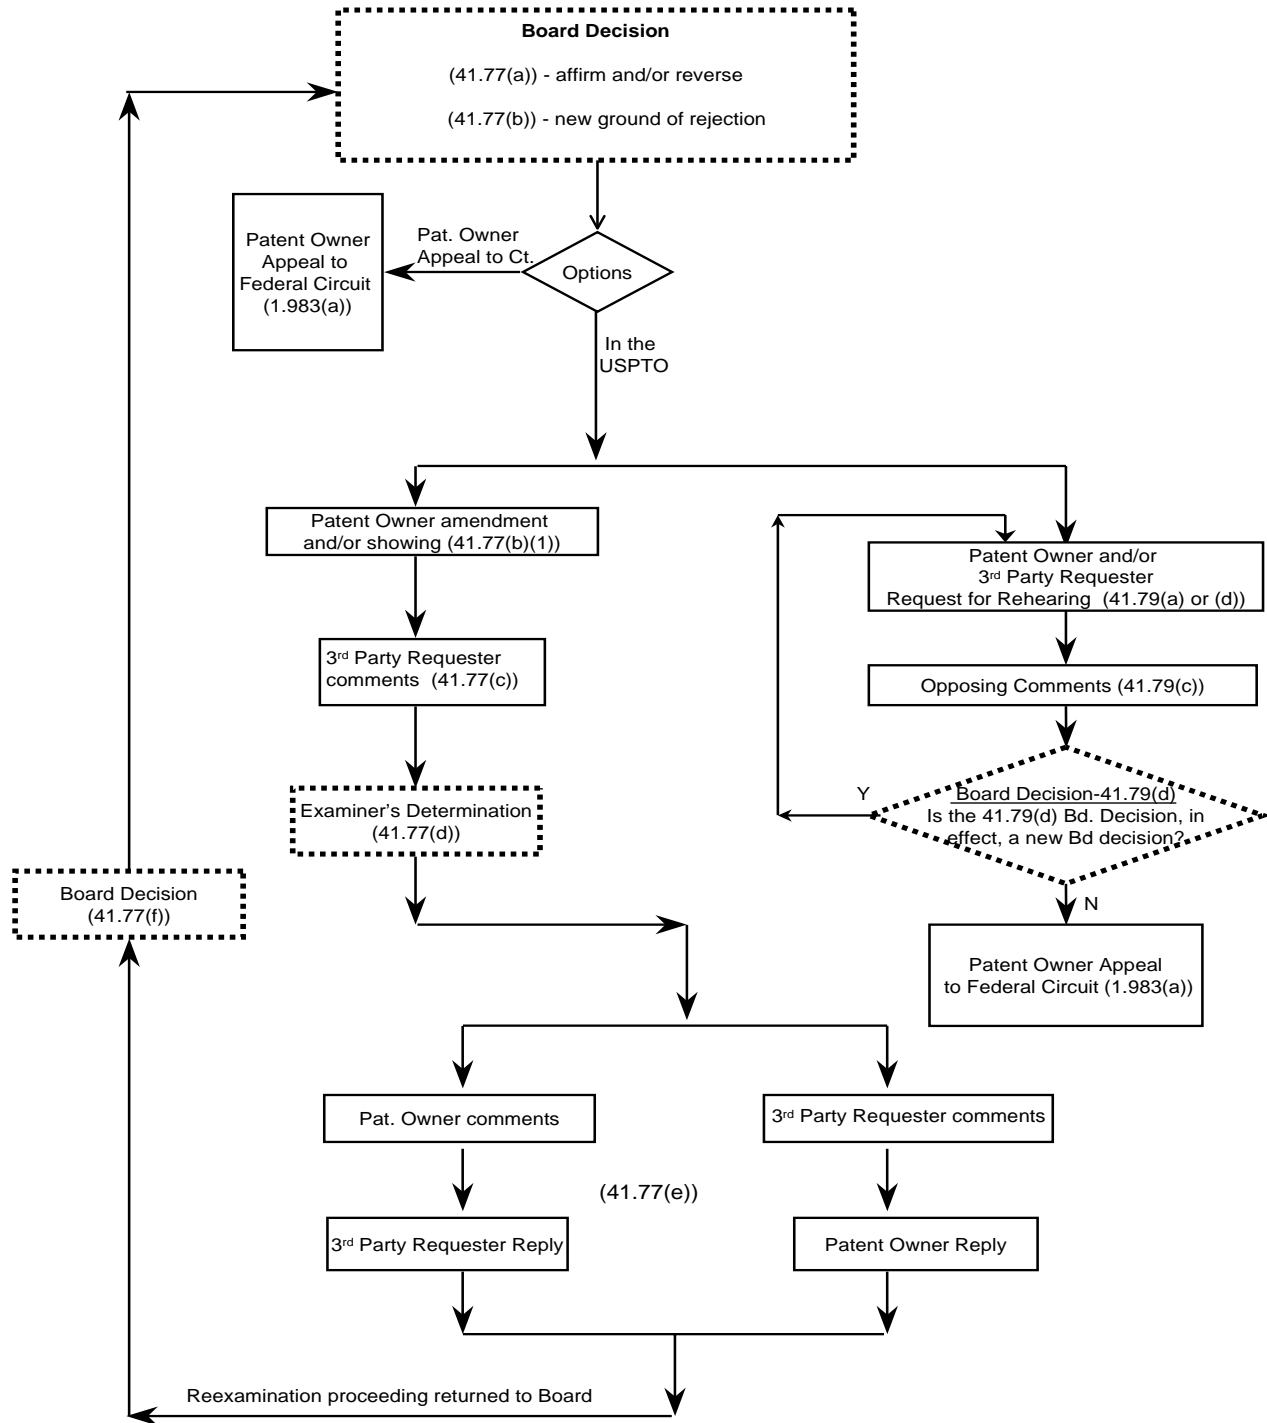 Board Decision
(41.77(a)) - affirm and/or reverse
(41.77(b)) - new ground of rejection
Patent Owner
Appeal to
Federal Circuit
(1.983(a))
Pat. Owner
Appeal to Ct.
Options
In the
USPTO
Patent Owner amendment
and/or showing (41.77(b)(1))
3rd Party Requester
comments (41.77(c))
Examiner's Determination
(41.77(d))
Patent Owner and/or
3rd Party Requester
Request for Rehearing (41.79(a) or (d))
Opposing Comments (41.79(c))
Y
Board Decision-41.79(d)
Is the 41.79(d) Bd. Decision, in
effect, a new Bd decision?
N
Patent Owner Appeal
to Federal Circuit (1.983(a))
Board Decision
(41.77(f))
Pat. Owner comments
3rd Party Requester comments
(41.77(e))
3rd Party Requester Reply
Patent Owner Reply
Reexamination proceeding returned to Board